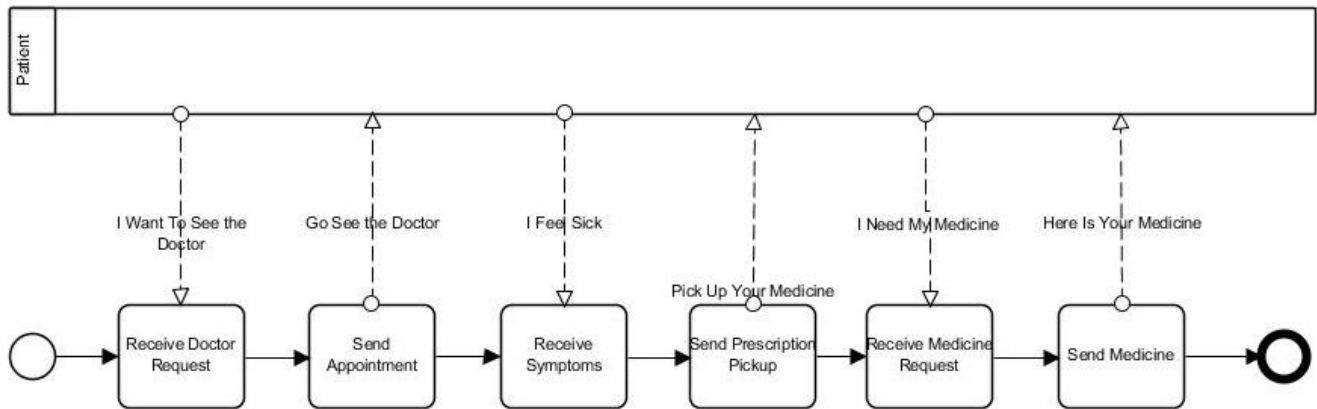 Patient
I Want To See the
Doctor
Go See the Doctor
I Feel Sick
Pick Up Your Medicine
I Need My Medicine
Here Is Your Medicine
Receive Doctor
Request
Send
Appointment
Receive
Symptoms
Send Prescription
Pickup
Receive Medicine
Request
Send Medicine